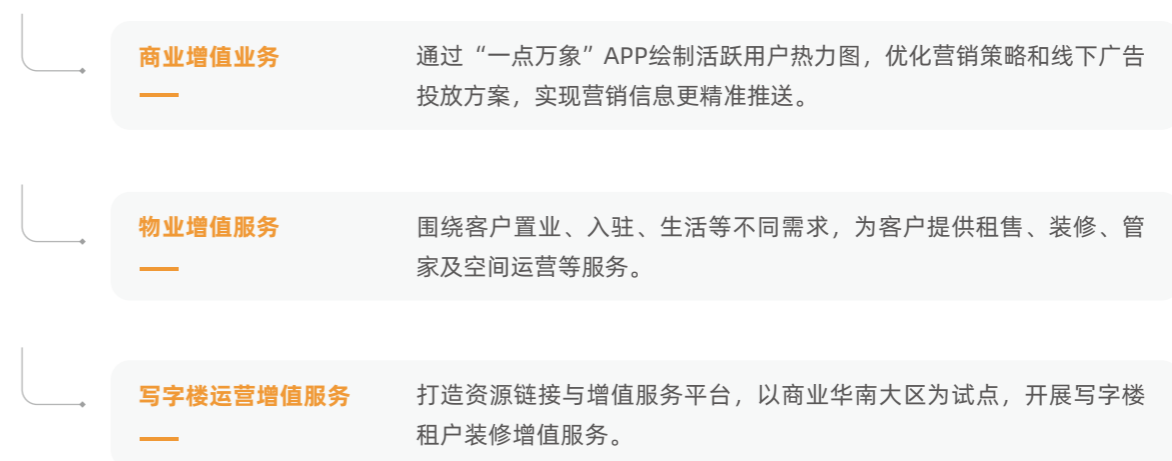 商业增值业务
通过“一点万象”APP绘制活跃用户热力图，优化营销策略和线下广告
投放方案，实现营销信息更精准推送。
物业增值服务
围绕客户置业、入驻、生活等不同需求，为客户提供租售、装修、管
家及空间运营等服务。
写字楼运营增值服务
打造资源链接与增值服务平台，以商业华南大区为试点，开展写字楼
租户装修增值服务。